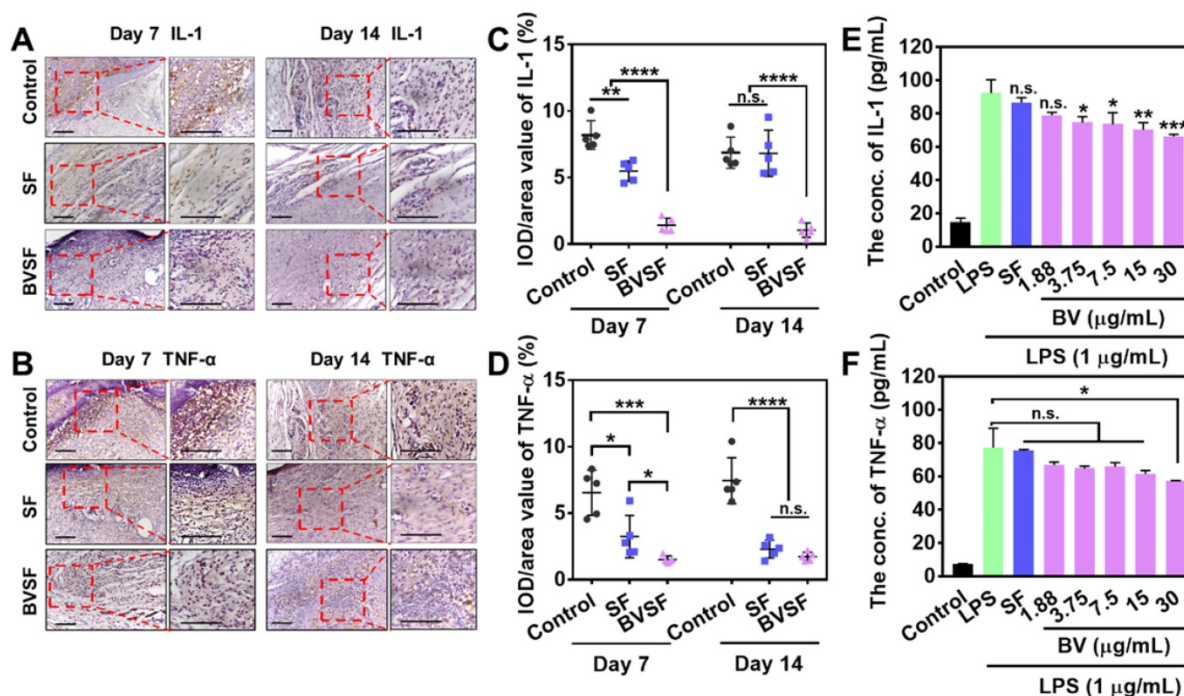 A
Day 7 IL-1
Day 14 IL-1
Control
SF
BVSF
B
Day 7 TNF-α
Day 14 TNF-α
Control
SF
BVSF
C
IOD/area value of IL-1 (%)
15
10
5
0
**
****
n.s.
****
Control
SF
BVSF
Control
SF
BVSF
Day 7
Day 14
D
IOD/area value of TNF-α (%)
15
10
5
0
***
*
*
****
n.s.
Control
SF
BVSF
Control
SF
BVSF
Day 7
Day 14
E
The conc. of IL-1 (pg/mL)
120
100
80
60
40
20
0
n.s.
n.s.
*
*
**
***
Control
LPS
SF
1.88
3.75
7.5
15
30
BV (μg/mL)
LPS (1 μg/mL)
F
The conc. of TNF-α (pg/mL)
120
100
80
60
40
20
0
*
n.s.
Control
LPS
SF
1.88
3.75
7.5
15
30
BV (μg/mL)
LPS (1 μg/mL)